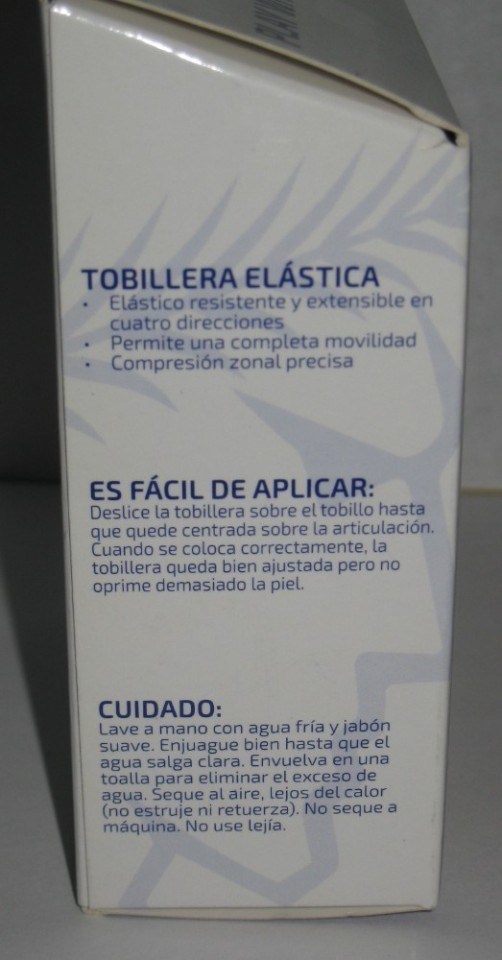 TOBILLERA ELÁSTICA
• Elástico resistente y extensible en
cuatro direcciones
• Permite una completa movilidad
• Compresión zonal precisa
ES FÁCIL DE APLICAR:
Deslice la tobillera sobre el tobillo hasta
que quede centrada sobre la articulación.
Cuando se coloca correctamente, la
tobillera queda bien ajustada pero no
oprime demasiado la piel.
CUIDADO:
Lave a mano con agua fría y jabón
suave. Enjuague bien hasta que el
agua salga clara. Envuelva en una
toalla para eliminar el exceso de
agua. Seque al aire, lejos del calor
(no estruje ni retuerza). No seque a
máquina. No use lejía.